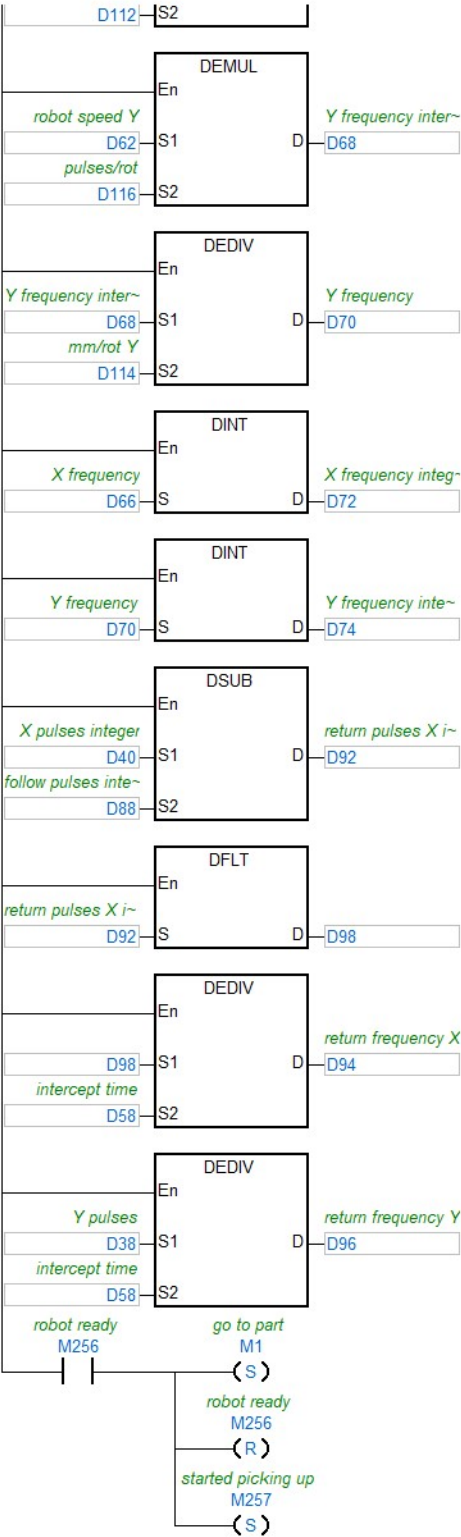 D112 S2
DEMUL
En
robot speed Y Y frequency inter~
D62 S1 D D68
pulses/rot
D116 S2
DEDIV
En
Y frequency inter~ Y frequency
D68 S1 D D70
mm/rot Y
D114 S2
DINT
En
X frequency X frequency integ~
D66 S D D72
DINT
En
Y frequency Y frequency inte~
D70 S D D74
DSUB
En
X pulses integer return pulses X i~
D40 S1 D D92
follow pulses inte~
D88 S2
DFLT
En
return pulses X i~
D92 S D D98
DEDIV
En
return frequency X
D98 S1 D D94
intercept time
D58 S2
DEDIV
En
Y pulses return frequency Y
D38 S1 D D96
intercept time
D58 S2
robot ready go to part
M256 M1
S
robot ready
M256
R
started picking up
M257
S